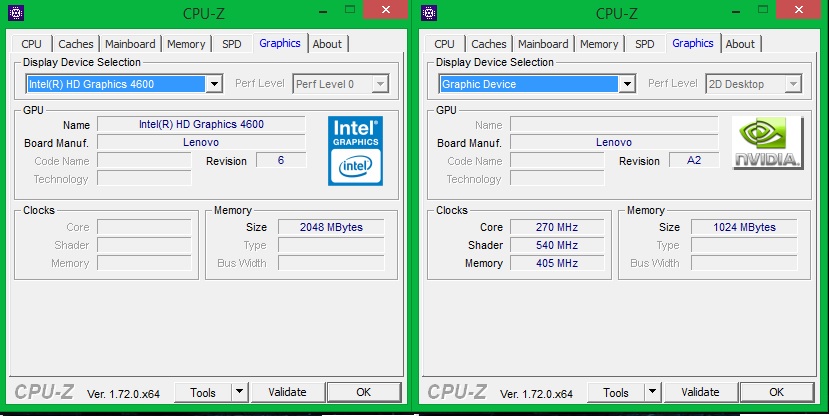 CPU-Z
CPU Caches Mainboard Memory SPD Graphics About
Display Device Selection
Intel(R) HD Graphics 4600 Perf Level Perf Level 0
GPU
Name Intel(R) HD Graphics 4600
Board Manuf. Lenovo
Code Name Revision 6
Technology
Intel®
GRAPHICS
intel
Clocks
Core
Shader
Memory
Memory
Size 2048 MBytes
Type
Bus Width
CPU-Z Ver. 1.72.0.x64 Tools Validate OK
CPU-Z
CPU Caches Mainboard Memory SPD Graphics About
Display Device Selection
Graphic Device Perf Level 2D Desktop
GPU
Name
Board Manuf. Lenovo
Code Name Revision A2
Technology
NVIDIA.
Clocks
Core 270 MHz
Shader 540 MHz
Memory 405 MHz
Memory
Size 1024 MBytes
Type
Bus Width
CPU-Z Ver. 1.72.0.x64 Tools Validate OK